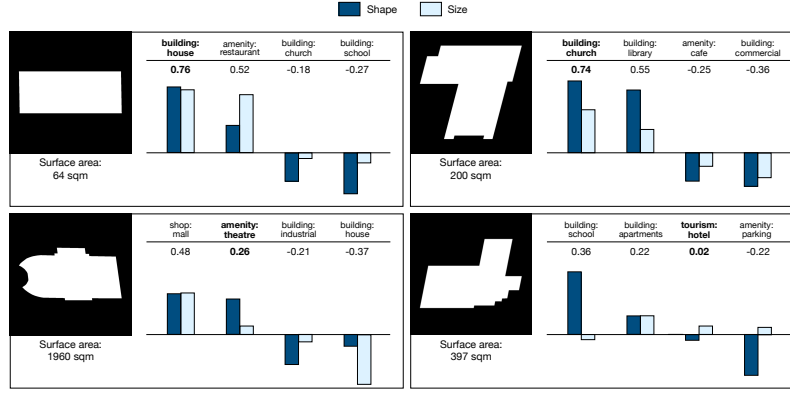 Shape Size
building: house amenity: restaurant building: church building: school
0.76 0.52 -0.18 -0.27
Surface area:
64 sqm
building: church building: library amenity: cafe building: commercial
0.74 0.55 -0.25 -0.36
Surface area:
200 sqm
shop: mall amenity: theatre building: industrial building: house
0.48 0.26 -0.21 -0.37
Surface area:
1960 sqm
building: school building: apartments tourism: hotel amenity: parking
0.36 0.22 0.02 -0.22
Surface area:
397 sqm